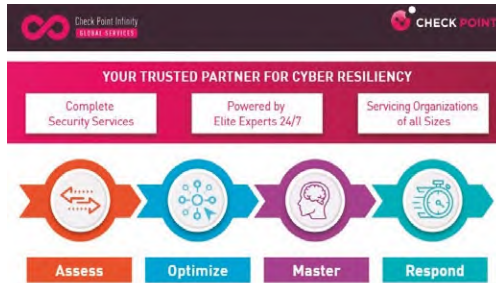 Check Point Infinity
GLOBAL SERVICES
CHECK POINT
YOUR TRUSTED PARTNER FOR CYBER RESILIENCY
Complete
Security Services
Powered by
Elite Experts 24/7
Servicing Organizations
of all Sizes
Assess
Optimize
Master
Respond